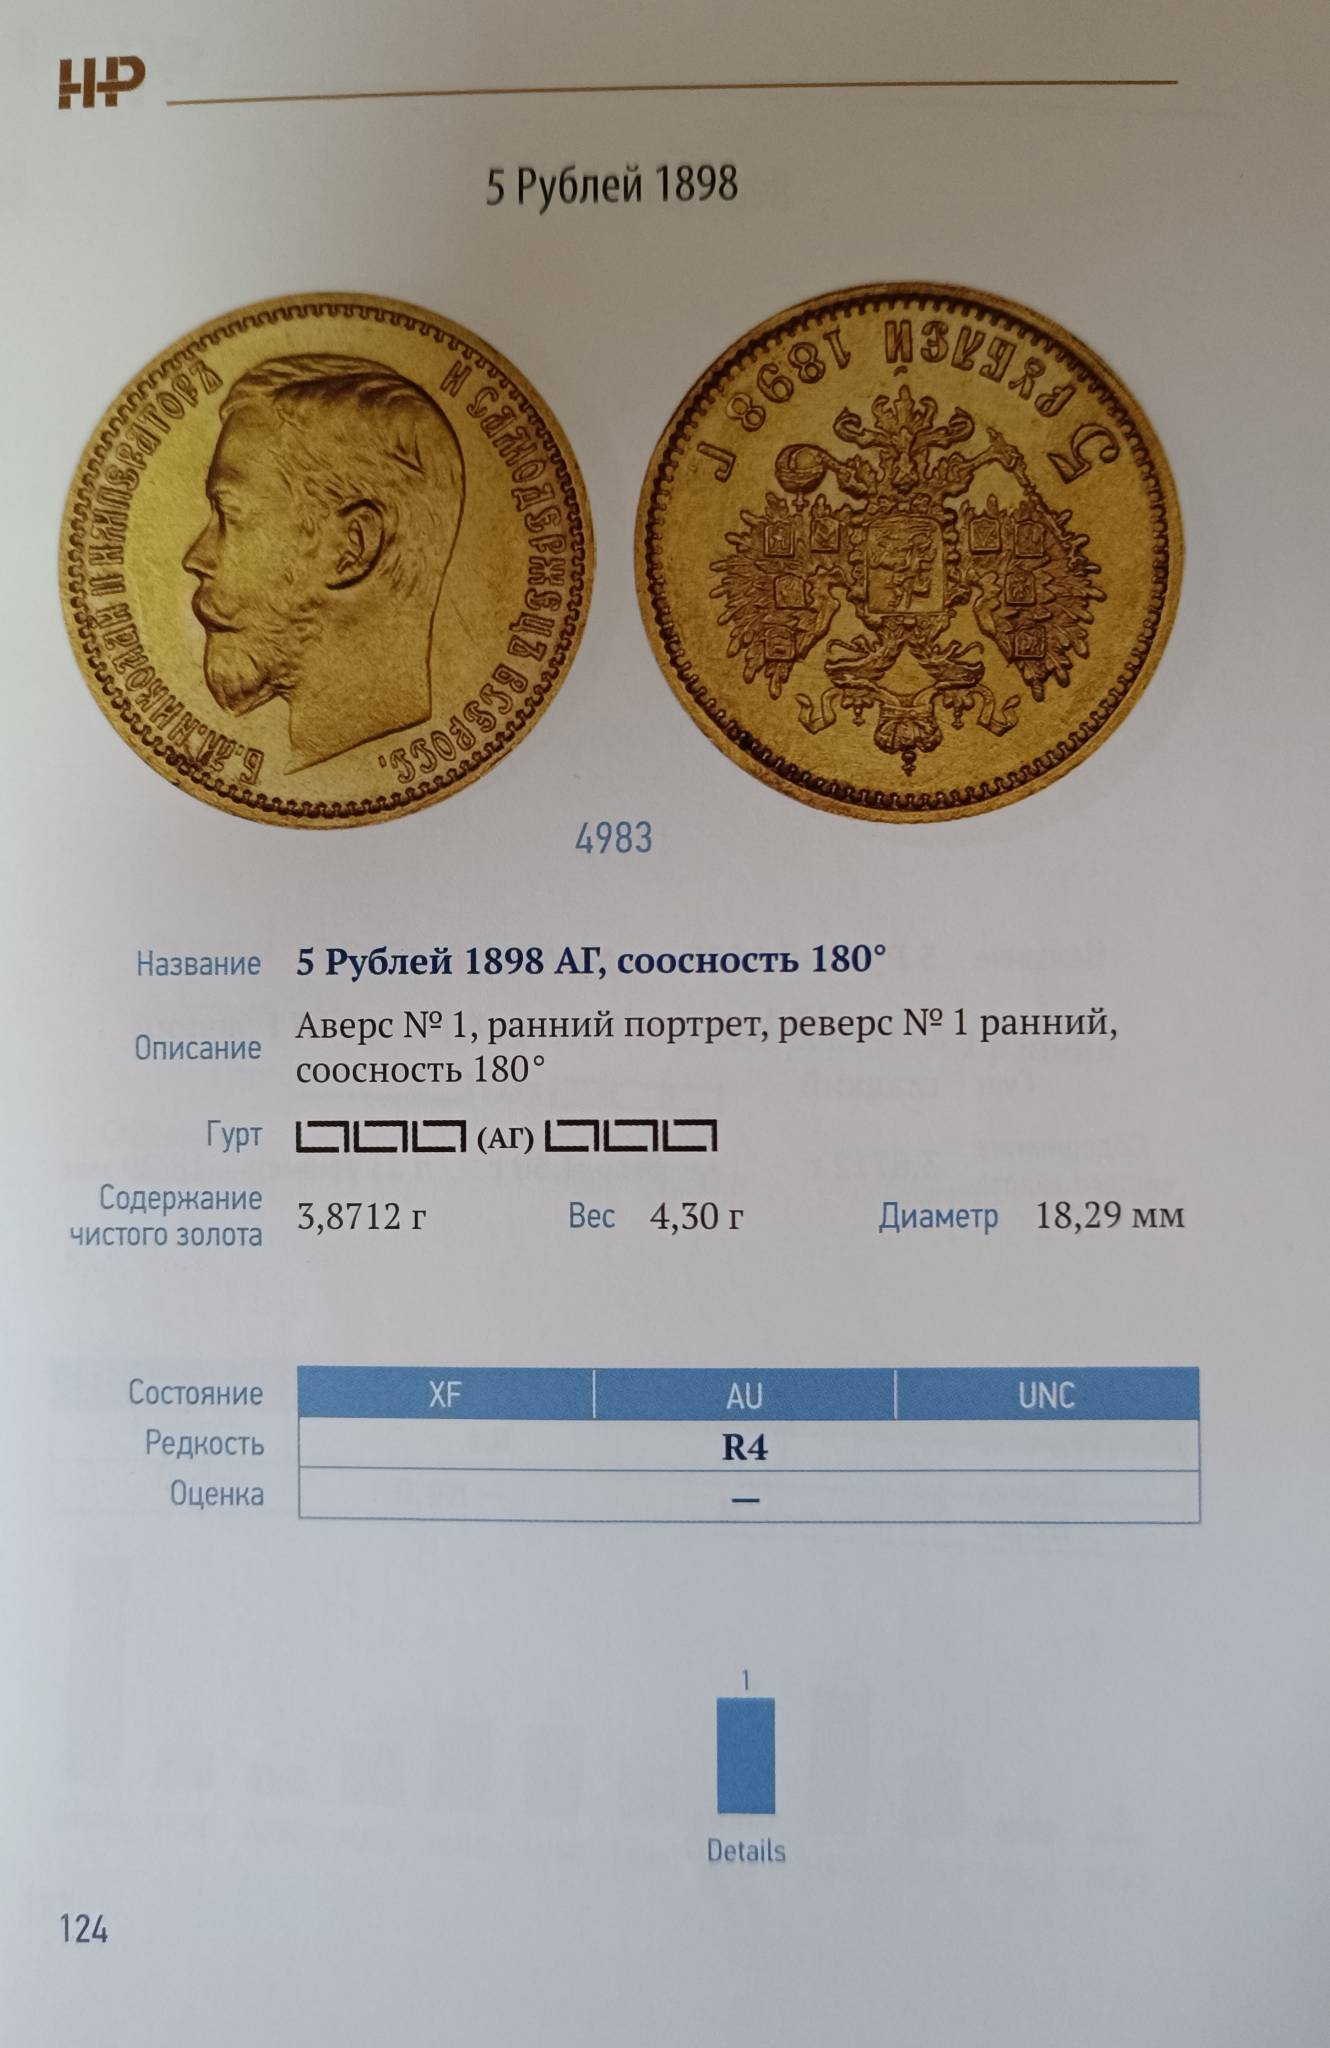 НР
5 Рублей 1898
Б.М.НИКОЛАЙ II ИМПЕРАТОРЪ И САМОДЕРЖЕЦЪ ВСЕРОСС.
5 РУБЛЕЙ 1898 Г
4983
Название 5 Рублей 1898 АГ, соосность 180°
Описание Аверс № 1, ранний портрет, реверс № 1 ранний,
соосность 180°
Гурт (АГ)
Содержание
чистого золота 3,8712 г Вес 4,30 г Диаметр 18,29 мм
Состояние XF AU UNC
Редкость R4
Оценка —
1
Details
124